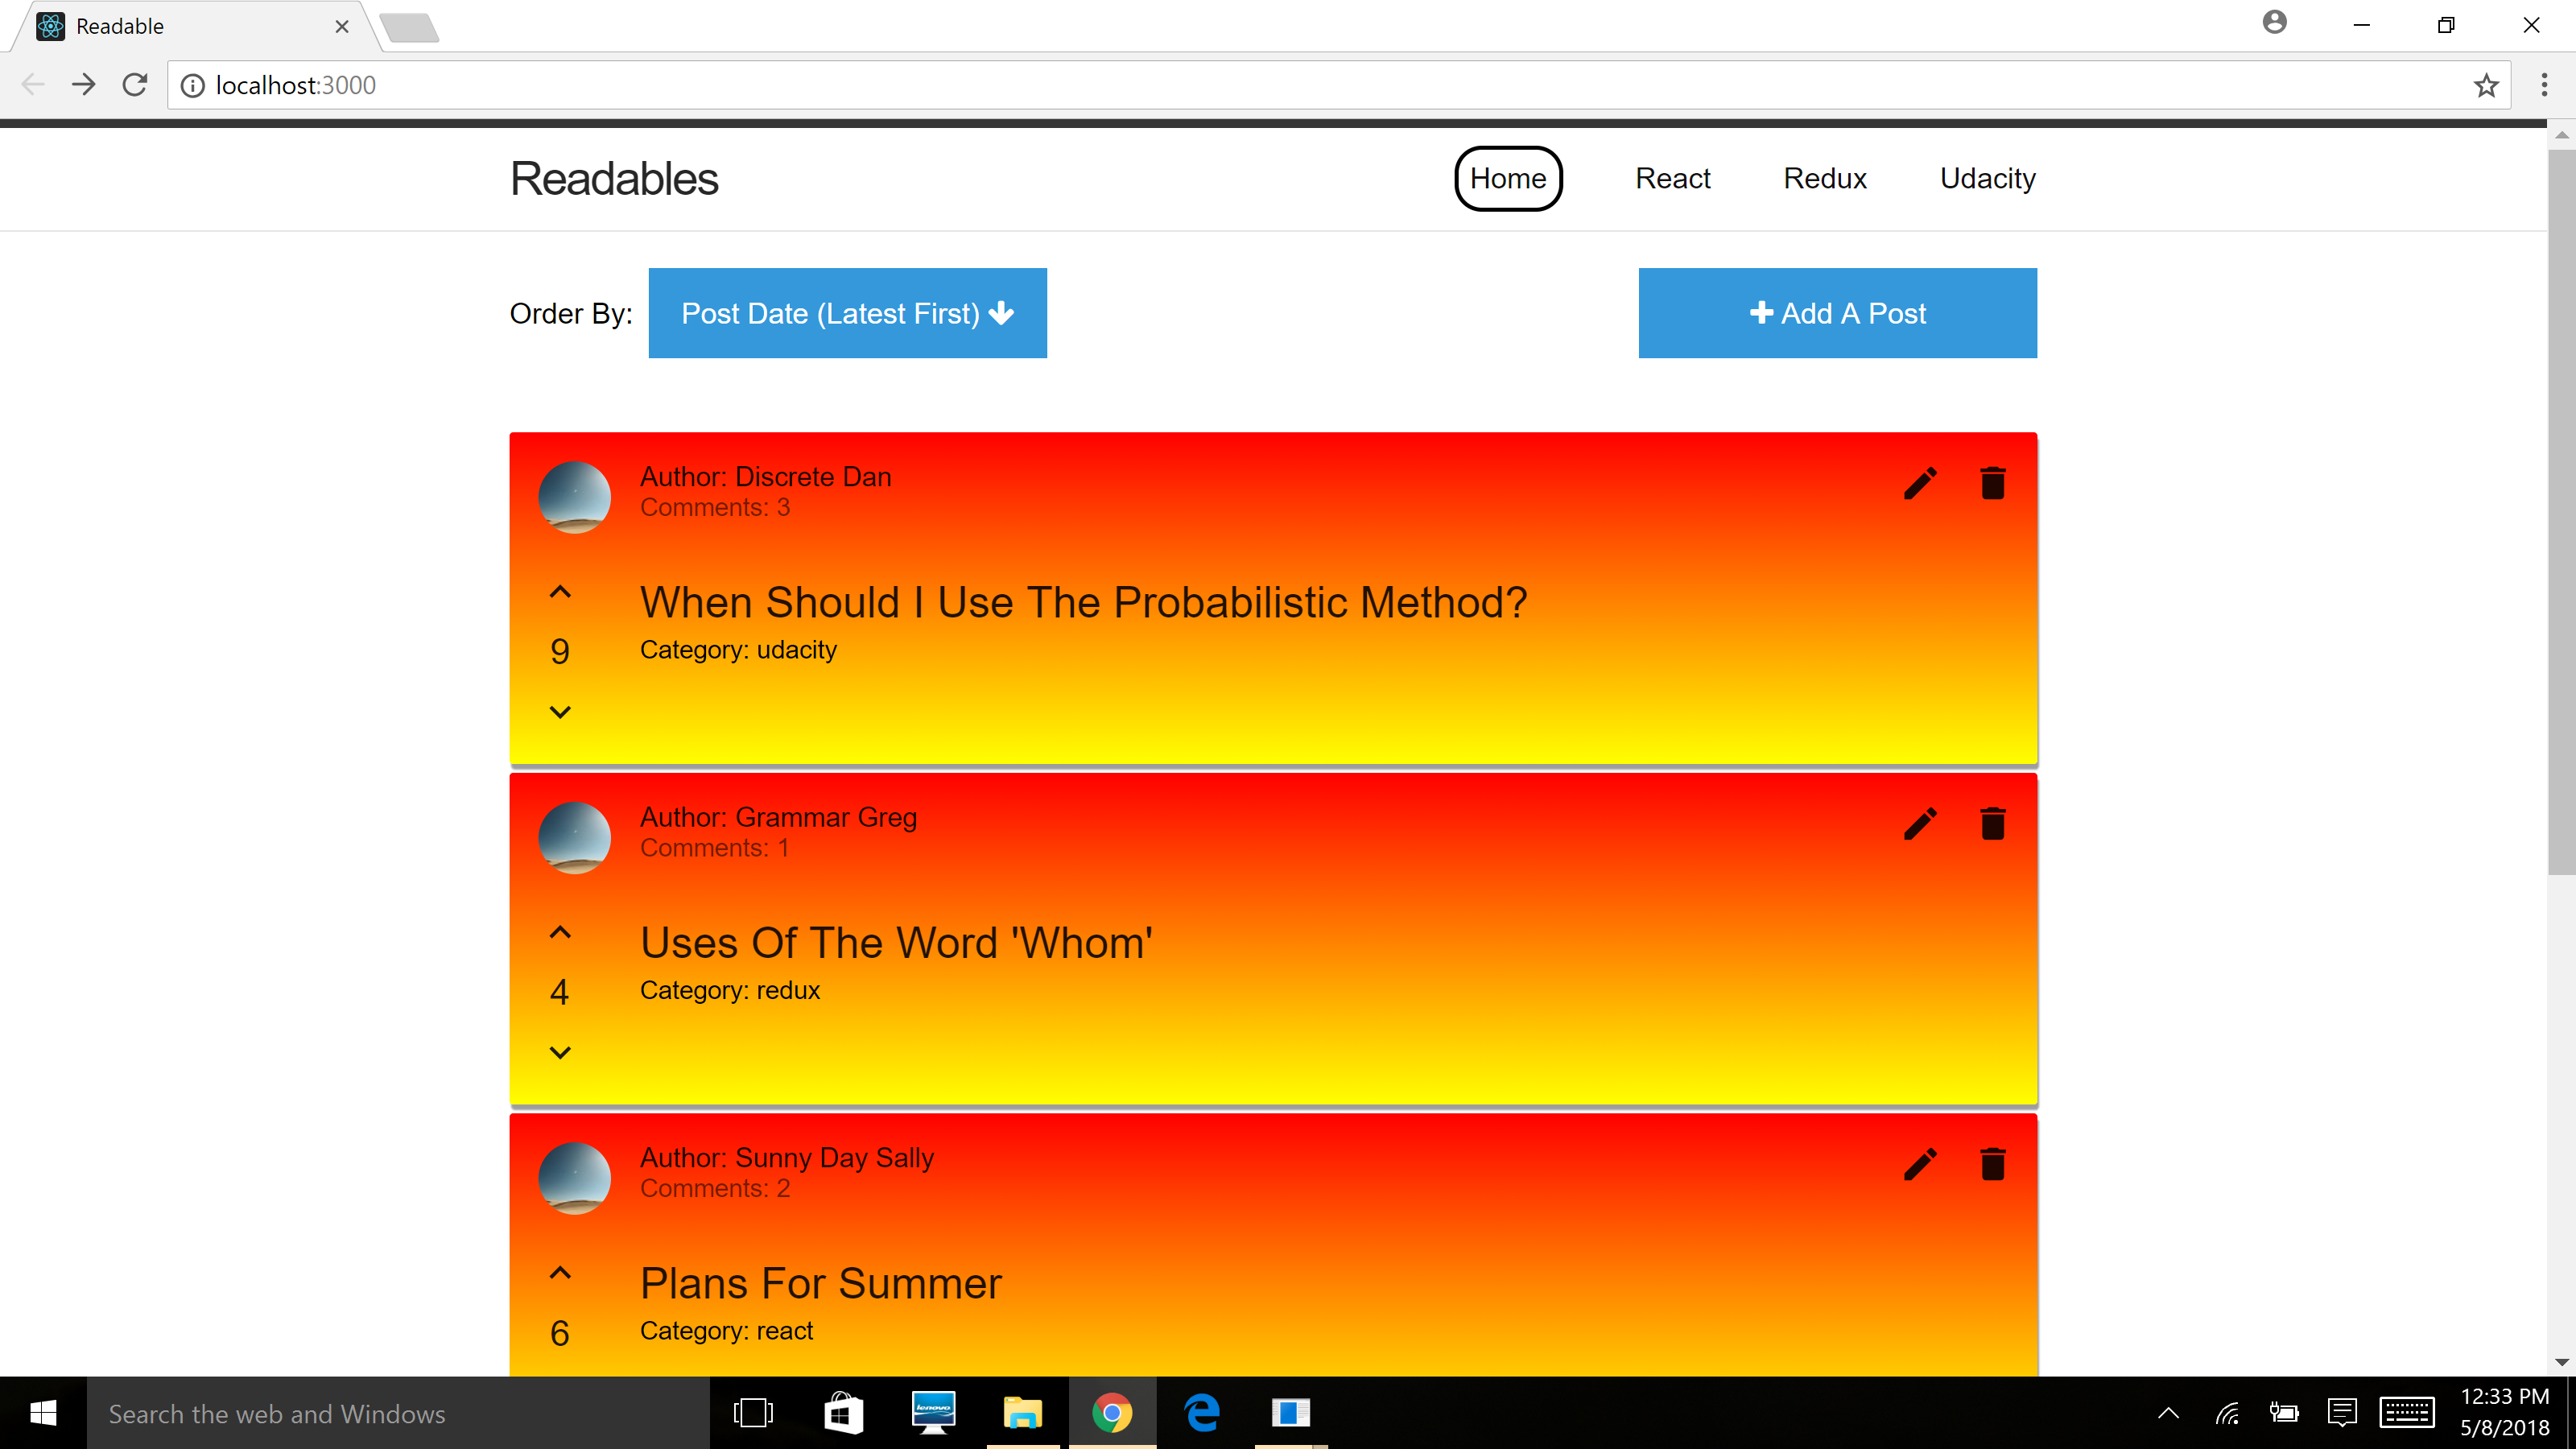 Readable
localhost:3000
Readables
Home
React
Redux
Udacity
Order By:
Post Date (Latest First)
Add A Post
Author: Discrete Dan
Comments: 3
When Should I Use The Probabilistic Method?
9
Category: udacity
Author: Grammar Greg
Comments: 1
Uses Of The Word 'Whom'
4
Category: redux
Author: Sunny Day Sally
Comments: 2
Plans For Summer
6
Category: react
Search the web and Windows
lenovo
12:33 PM
5/8/2018